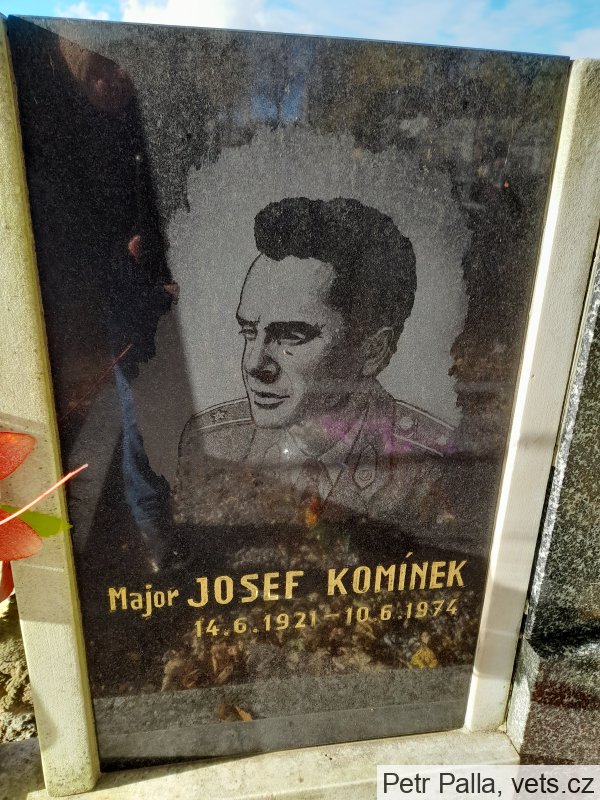 Major JOSEF KOMÍNEK
14.6.1921-10.6.1974
Petr Palla, vets.cz